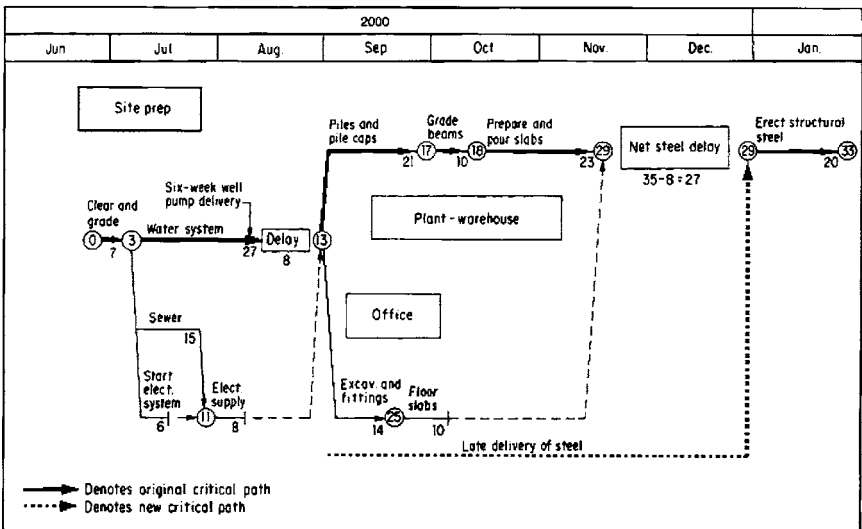 2000
Jun
Jul
Aug.
Sep
Oct
Nov.
Dec.
Jan.
Site prep
Piles and
pile caps
21
17
Grade
beams
10
18
Prepare and
pour slabs
23
29
Net steel delay
35-8=27
29
Erect structural
steel
20
33
Six-week well
pump delivery
Clear and
grade
0
7
3
Water system
27
Delay
8
13
Plant-warehouse
Office
Sewer
15
Start
elect.
system
6
11
Elect.
supply
8
Excav. and
fittings
14
25
Floor
slabs
10
Late delivery of steel
Denotes original critical path
Denotes new critical path